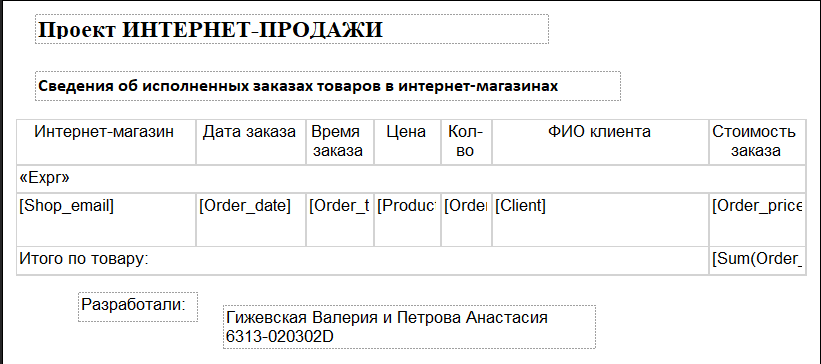 Проект ИНТЕРНЕТ-ПРОДАЖИ
Сведения об исполненных заказах товаров в интернет-магазинах
Интернет-магазин Дата заказа Время заказа Цена Кол-во ФИО клиента Стоимость заказа
«Expr»
[Shop_email] [Order_date] [Order_t [Product [Order [Client] [Order_price
Итого по товару: [Sum(Order_
Разработали:
Гижевская Валерия и Петрова Анастасия
6313-020302D